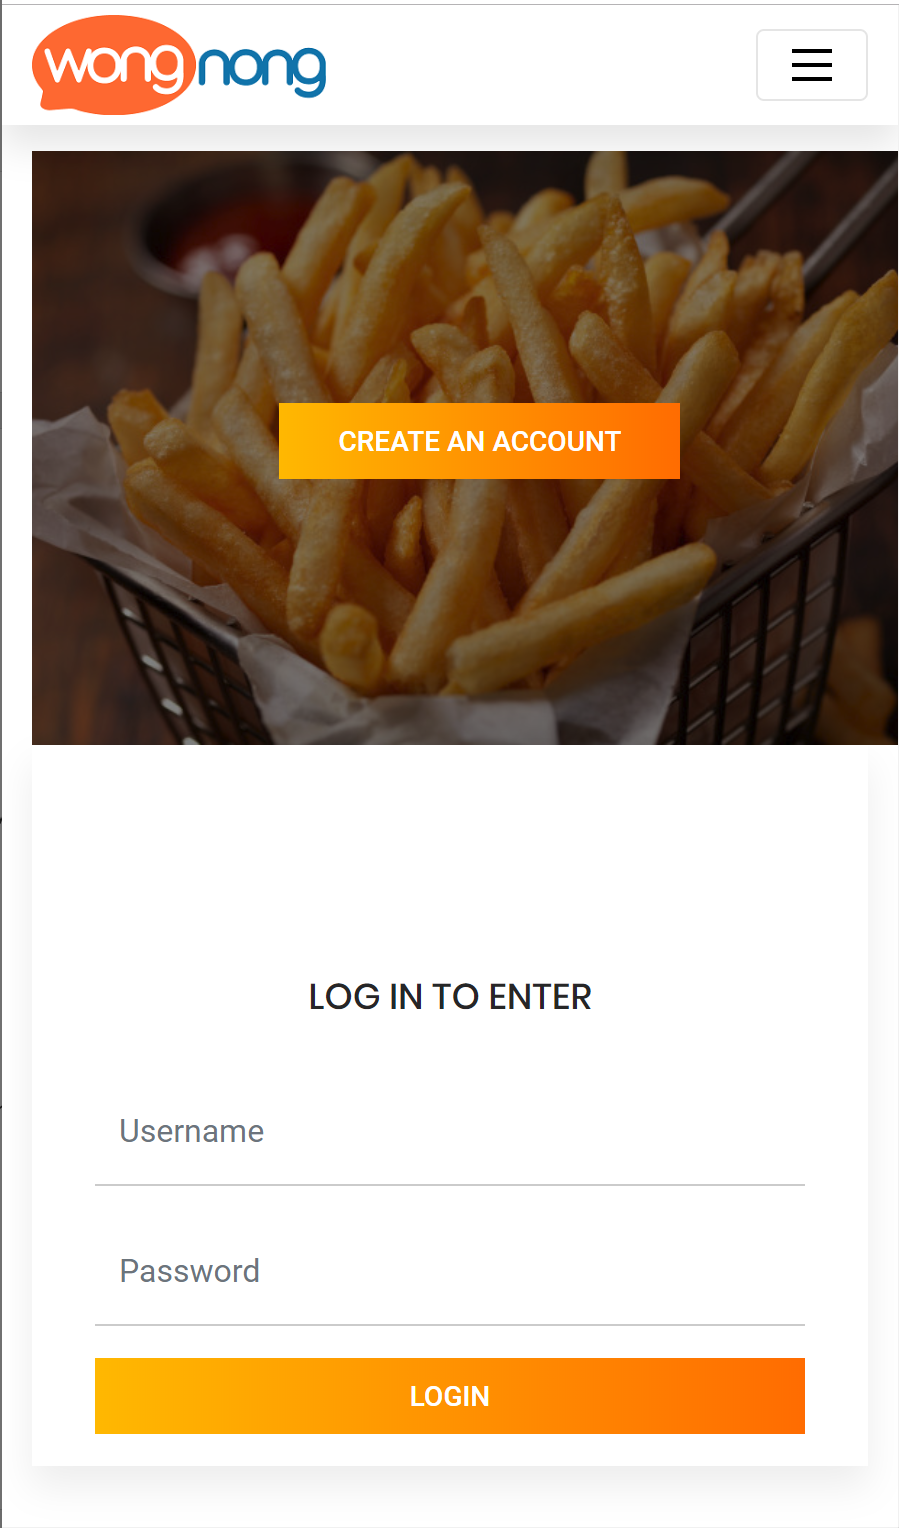 wongnong
CREATE AN ACCOUNT
LOG IN TO ENTER
Username
Password
LOGIN